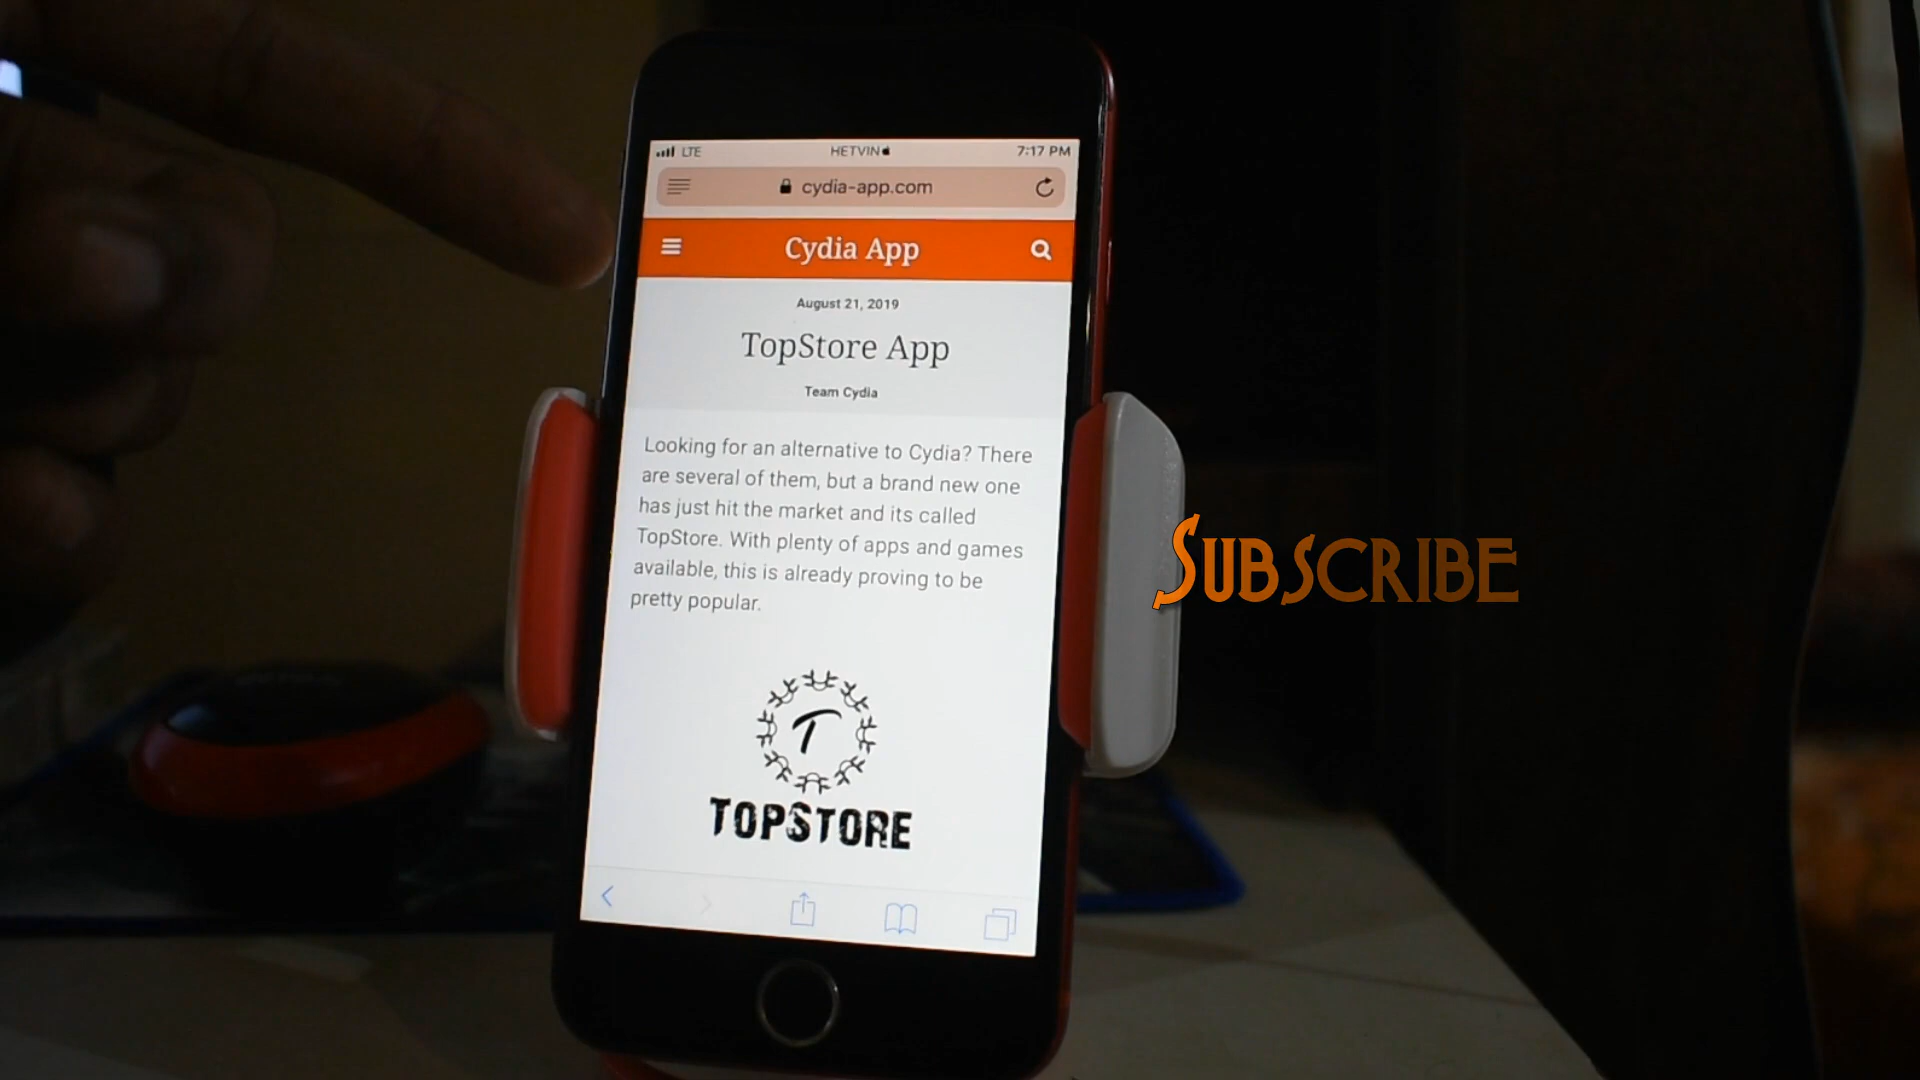 LTE HETVIN 7:17 PM
cydia-app.com
Cydia App
August 21, 2019
TopStore App
Team Cydia
Looking for an alternative to Cydia? There
are several of them, but a brand new one
has just hit the market and its called
TopStore. With plenty of apps and games
available, this is already proving to be
pretty popular.
T
TOPSTORE
SUBSCRIBE